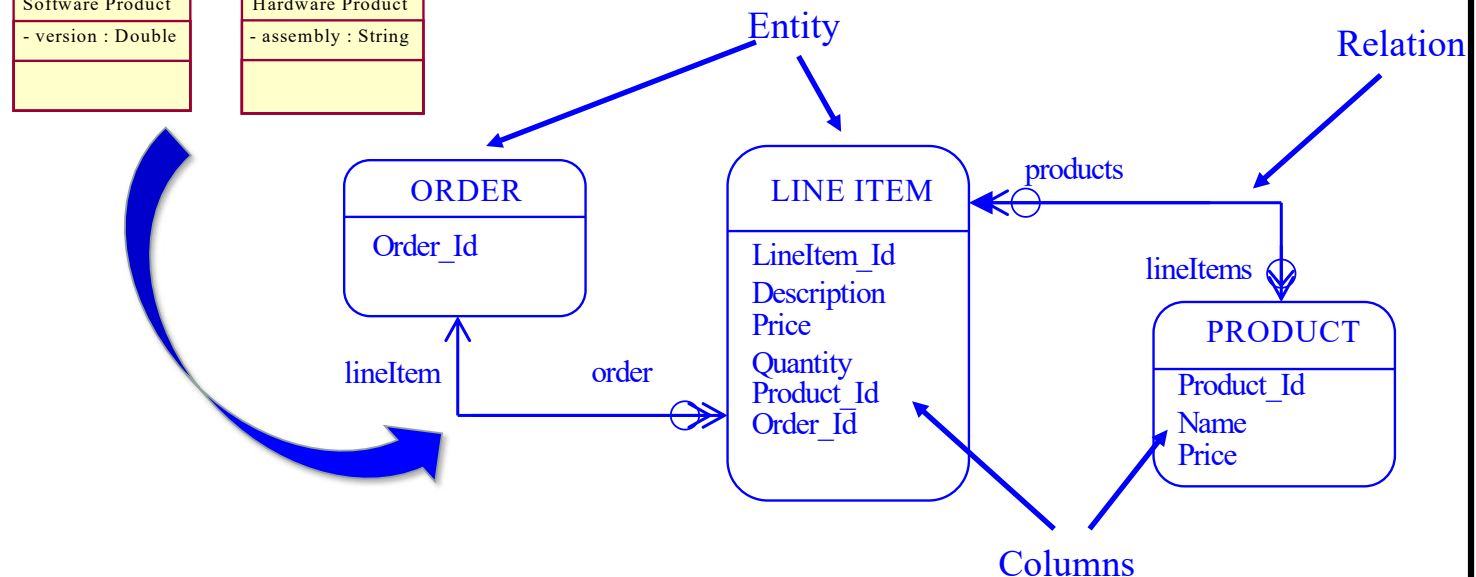 Software Product
- version : Double
Hardware Product
- assembly : String
Entity
Relation
ORDER
Order_Id
LINE ITEM
LineItem_Id
Description
Price
Quantity
Product_Id
Order_Id
products
lineItems
PRODUCT
Product_Id
Name
Price
lineItem
order
Columns